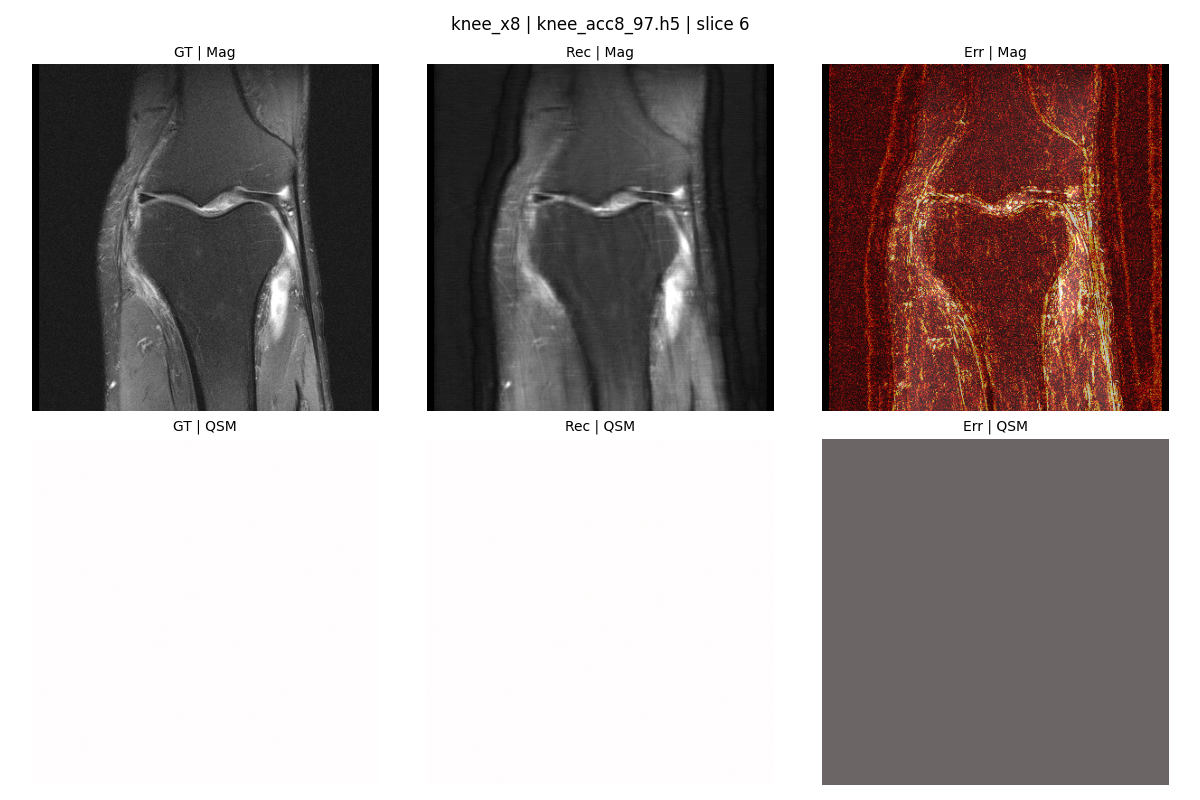 knee_x8 | knee_acc8_97.h5 | slice 6
GT | Mag
Rec | Mag
Err | Mag
GT | QSM
Rec | QSM
Err | QSM